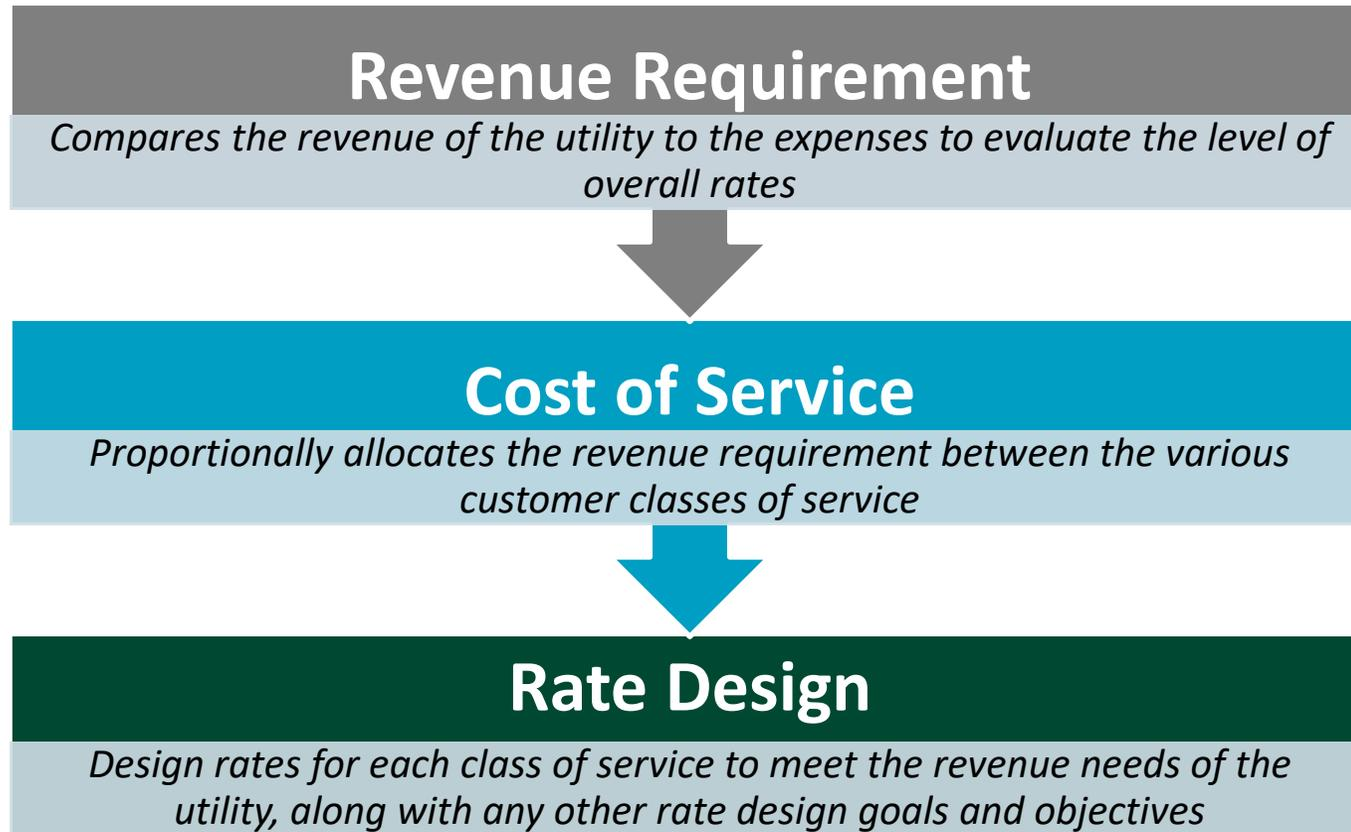 Revenue Requirement
Compares the revenue of the utility to the expenses to evaluate the level of
overall rates
Cost of Service
Proportionally allocates the revenue requirement between the various
customer classes of service
Rate Design
Design rates for each class of service to meet the revenue needs of the
utility, along with any other rate design goals and objectives